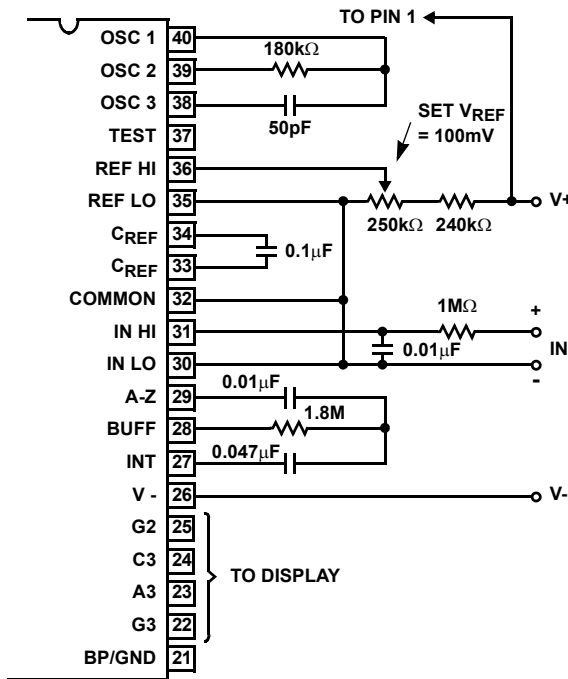 TO PIN 1
OSC 1 40
180kΩ
OSC 2 39
OSC 3 38
50pF
SET VREF
= 100mV
TEST 37
REF HI 36
REF LO 35
V+
250kΩ 240kΩ
CREF 34
0.1μF
CREF 33
COMMON 32
1MΩ
+
IN HI 31
0.01μF
IN
IN LO 30
-
0.01μF
A-Z 29
1.8M
BUFF 28
0.047μF
INT 27
V - 26
V-
G2 25
C3 24
TO DISPLAY
A3 23
G3 22
BP/GND 21